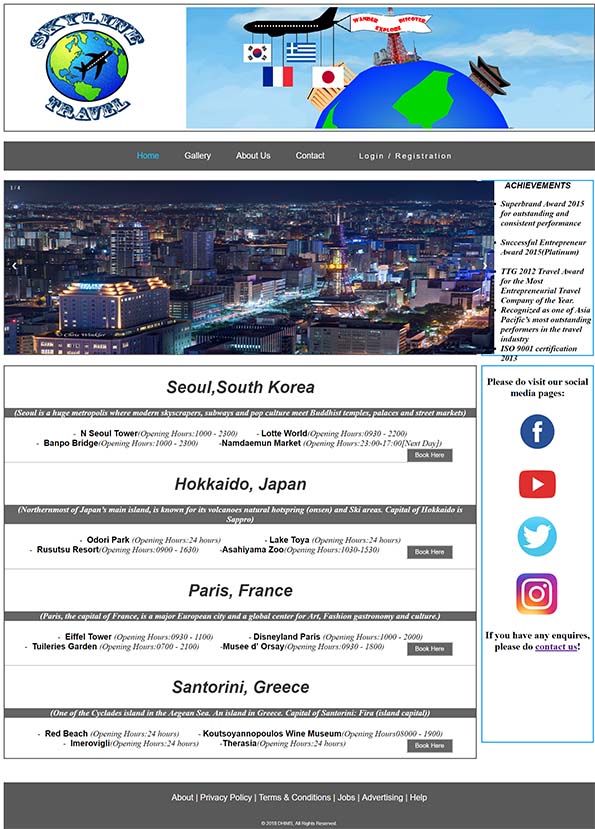 SKYLINE
TRAVEL
WANDER DISCOVER
EXPLORE
Home Gallery About Us Contact Login / Registration
1 / 4
© Chris Winkler
ACHIEVEMENTS
• Superbrand Award 2015
for outstanding and
consistent performance
• Successful Entrepreneur
Award 2015(Platinum)
• TTG 2012 Travel Award
for the Most
Entrepreneurial Travel
Company of the Year.
• Recognized as one of Asia
Pacific's most outstanding
performers in the travel
industry
• ISO 9001 certification
2013
Seoul,South Korea
(Seoul is a huge metropolis where modern skyscrapers, subways and pop culture meet Buddhist temples, palaces and street markets)
- N Seoul Tower(Opening Hours:1000 - 2300) - Lotte World(Opening Hours:0930 - 2200)
- Banpo Bridge(Opening Hours:1000 - 2300) -Namdaemun Market (Opening Hours:23:00-17:00[Next Day])
Book Here
Hokkaido, Japan
(Northernmost of Japan's main island, is known for its volcanoes natural hotspring (onsen) and Ski areas. Capital of Hokkaido is
Sappro)
- Odori Park (Opening Hours:24 hours) - Lake Toya (Opening Hours:24 hours)
- Rusutsu Resort(Opening Hours:0900 - 1630) -Asahiyama Zoo(Opening Hours:1030-1530)
Book Here
Paris, France
(Paris, the capital of France, is a major European city and a global center for Art, Fashion gastronomy and culture.)
- Eiffel Tower (Opening Hours:0930 - 1100) - Disneyland Paris (Opening Hours:1000 - 2000)
- Tuileries Garden (Opening Hours:0700 - 2100) -Musee d' Orsay(Opening Hours:0930 - 1800)
Book Here
Santorini, Greece
(One of the Cyclades island in the Aegean Sea. An island in Greece. Capital of Santorini: Fira (island capital))
- Red Beach (Opening Hours:24 hours) - Koutsoyannopoulos Wine Museum(Opening Hours08000 - 1900)
- Imerovigli(Opening Hours:24 hours) -Therasia(Opening Hours:24 hours)
Book Here
Please do visit our social
media pages:
If you have any enquires,
please do contact us!
About | Privacy Policy | Terms & Conditions | Jobs | Advertising | Help